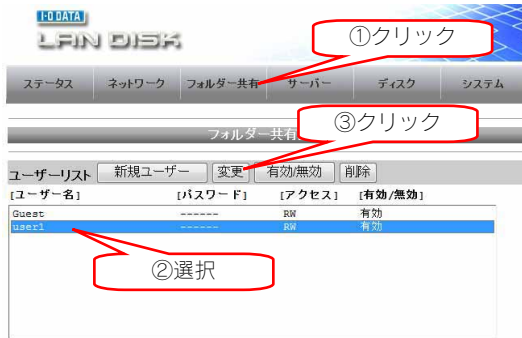 I-O DATA
LAN DISK
①クリック
ステータス ネットワーク フォルダー共有 サーバー ディスク システム
③クリック
フォルダー共有
ユーザーリスト 新規ユーザー 変更 有効/無効 削除
[ユーザー名] [パスワード] [アクセス] [有効/無効]
Guest ------ RW 有効
user1 ------ RW 有効
②選択